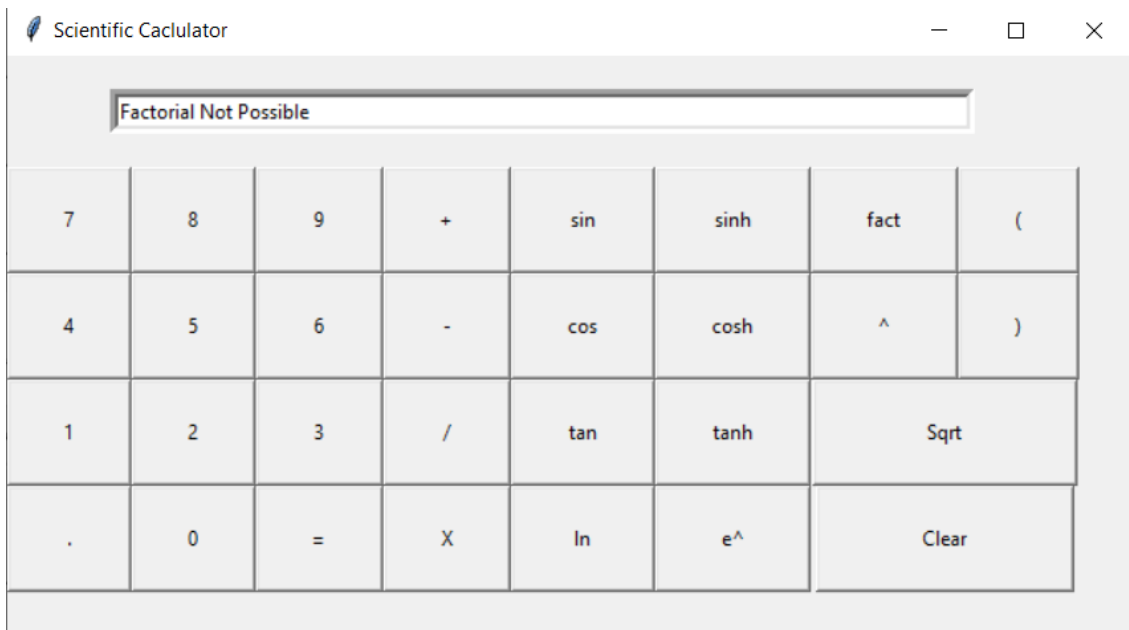 Scientific Caclulator
Factorial Not Possible
7 8 9 + sin sinh fact (
4 5 6 - cos cosh ^ )
1 2 3 / tan tanh Sqrt
. 0 = X ln e^ Clear